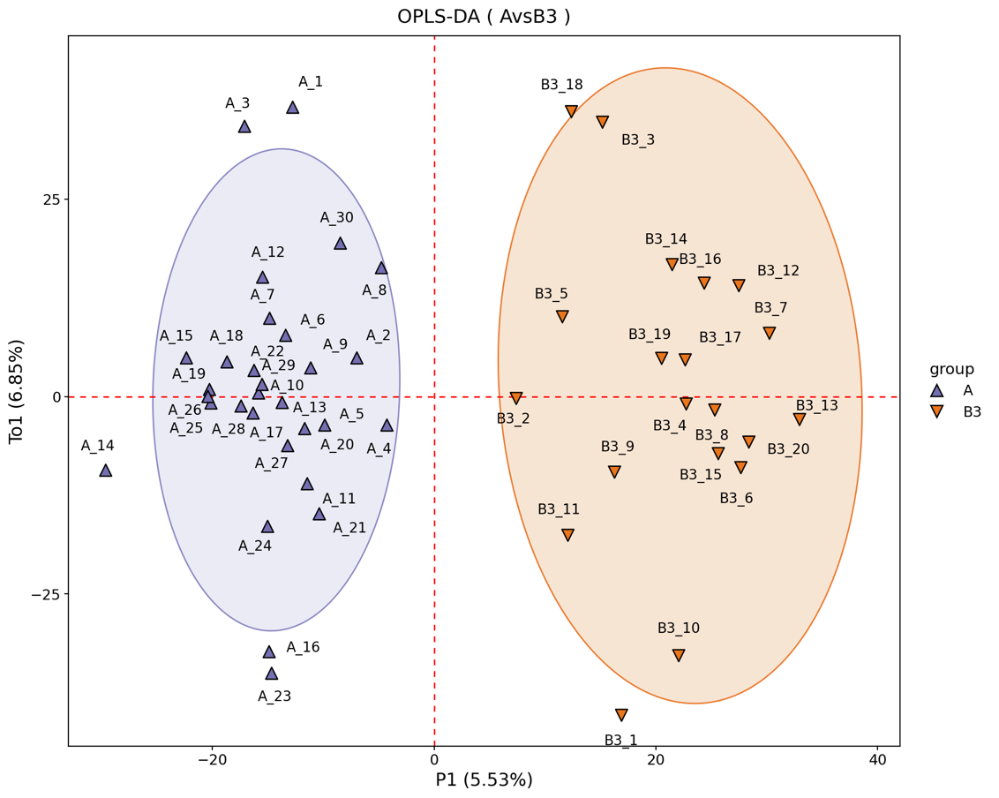 OPLS-DA ( AvsB3 )
A_1
B3_18
A_3
B3_3
25
A_30
A_12
B3_14
B3_16
B3_12
A_8
A_7
B3_5
B3_7
A_6
A_15
A_18
A_9
A_2
B3_19
B3_17
A_22
A_29
A_19
A_10
0
A_26
A_13
A_5
B3_2
B3_13
A_25
A_28
A_17
A_20
A_4
B3_4
B3_8
B3_20
A_14
A_27
B3_9
B3_15
B3_6
A_11
B3_11
A_21
A_24
−25
A_16
B3_10
A_23
B3_1
−20
0
20
40
P1 (5.53%)
To1 (6.85%)
group
A
B3